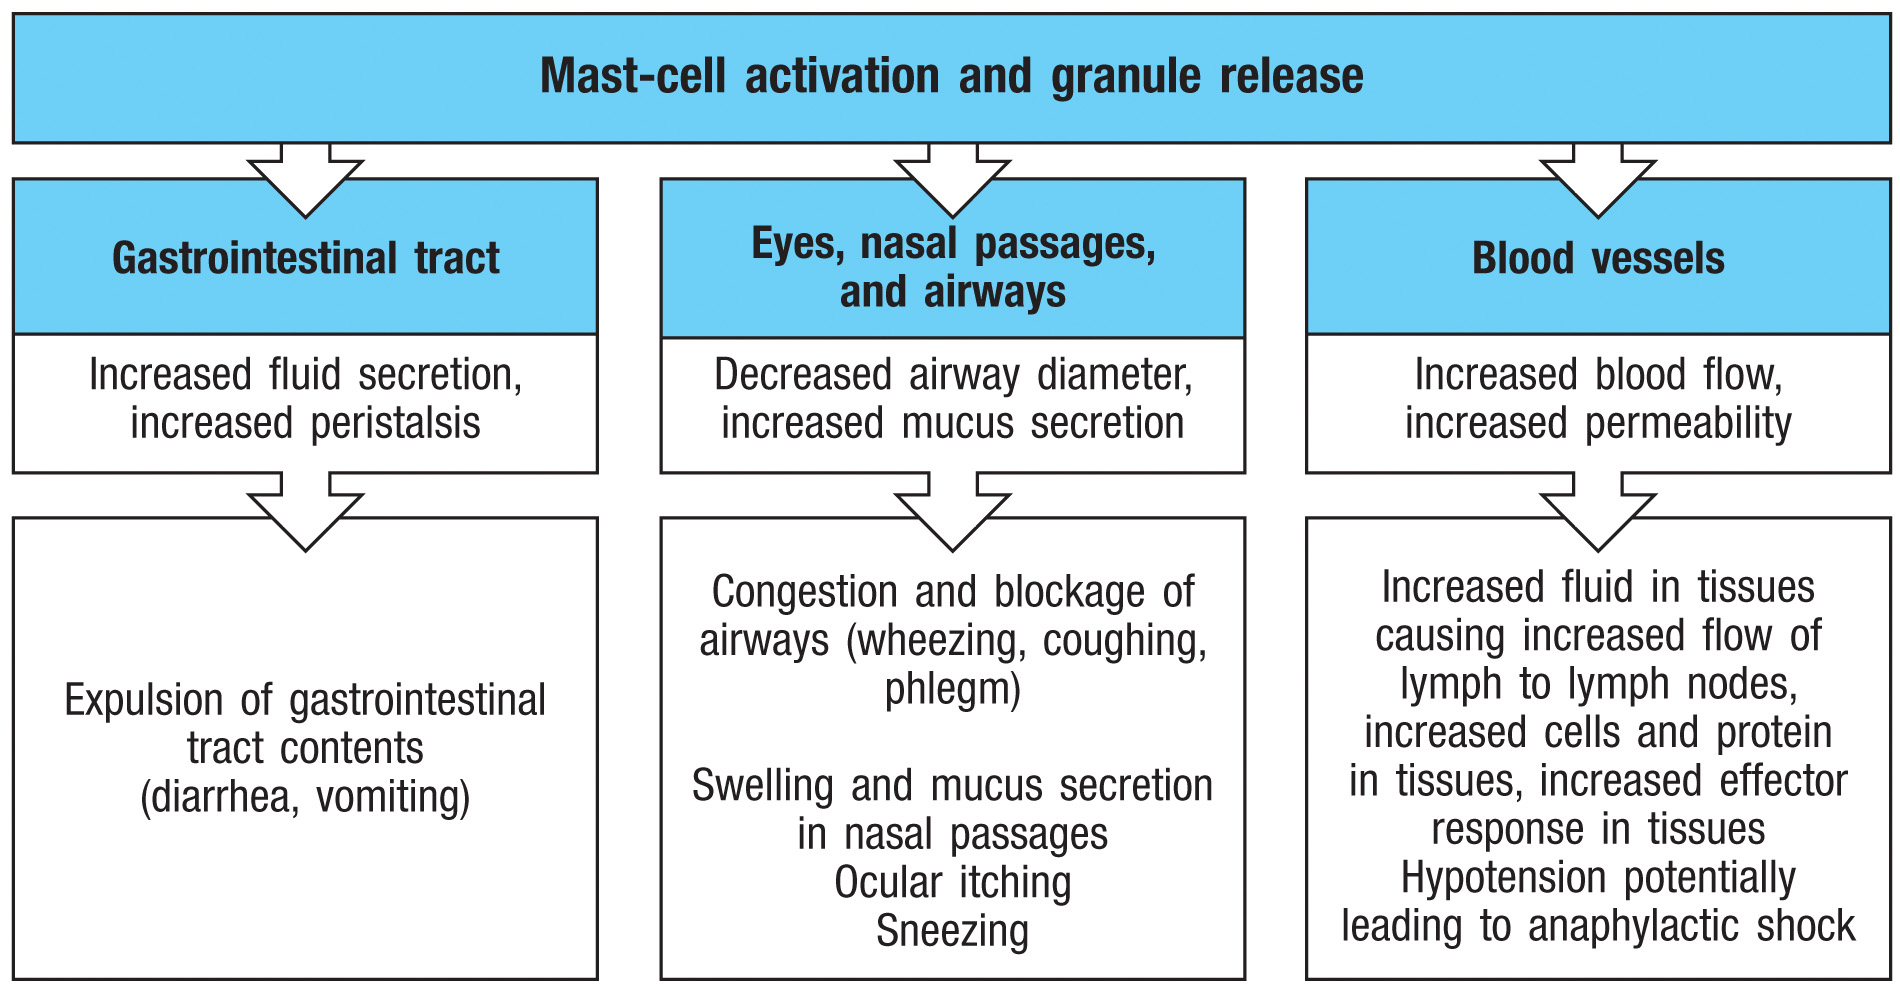 Mast-cell activation and granule release
Gastrointestinal tract
Increased fluid secretion,
increased peristalsis
Expulsion of gastrointestinal
tract contents
(diarrhea, vomiting)
Eyes, nasal passages,
and airways
Decreased airway diameter,
increased mucus secretion
Congestion and blockage of
airways (wheezing, coughing,
phlegm)
Swelling and mucus secretion
in nasal passages
Ocular itching
Sneezing
Blood vessels
Increased blood flow,
increased permeability
Increased fluid in tissues
causing increased flow of
lymph to lymph nodes,
increased cells and protein
in tissues, increased effector
response in tissues
Hypotension potentially
leading to anaphylactic shock